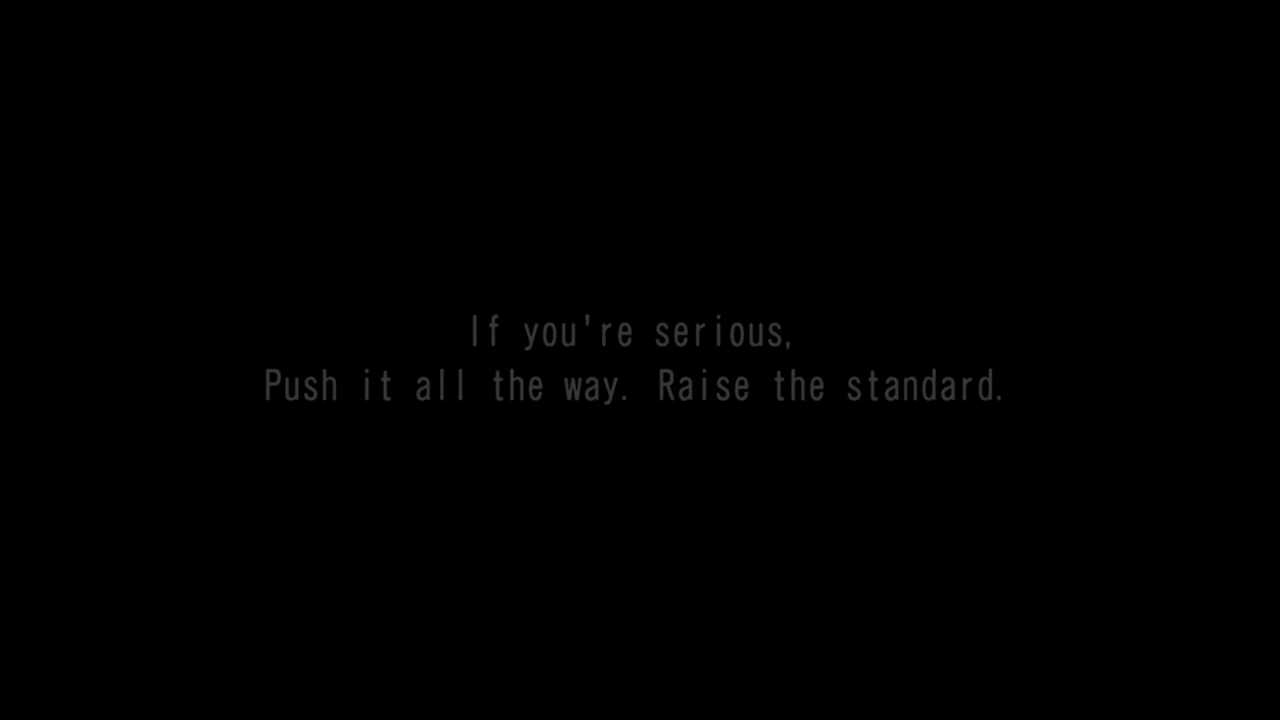 If you're serious,
Push it all the way. Raise the standard.